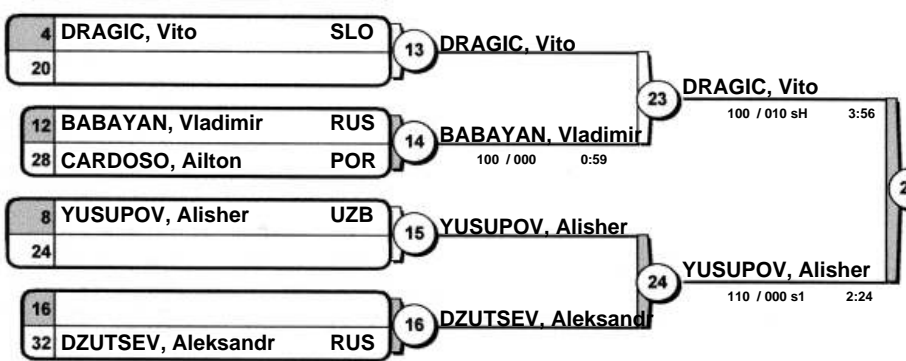 4 DRAGIC, Vito SLO
20
13 DRAGIC, Vito
12 BABAYAN, Vladimir RUS
28 CARDOSO, Ailton POR
14 BABAYAN, Vladimir
100 / 000 0:59
23 DRAGIC, Vito
100 / 010 sH 3:56
8 YUSUPOV, Alisher UZB
24
15 YUSUPOV, Alisher
16
32 DZUTSEV, Aleksandr RUS
16 DZUTSEV, Aleksandr
24 YUSUPOV, Alisher
110 / 000 s1 2:24